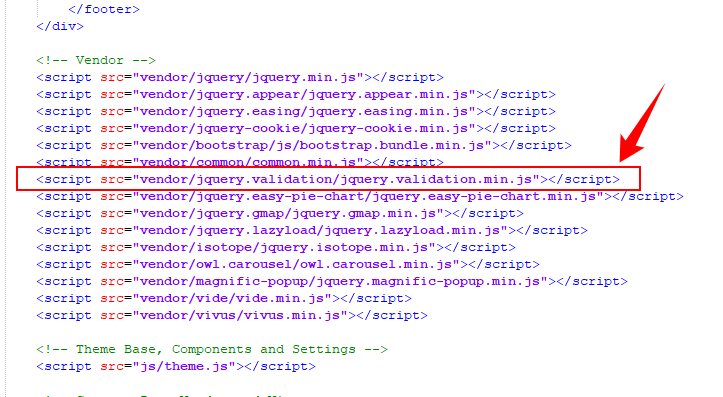 </footer>
</div>
<!-- Vendor -->
<script src="vendor/jquery/jquery.min.js"></script>
<script src="vendor/jquery.appear/jquery.appear.min.js"></script>
<script src="vendor/jquery.easing/jquery.easing.min.js"></script>
<script src="vendor/jquery-cookie/jquery-cookie.min.js"></script>
<script src="vendor/bootstrap/js/bootstrap.bundle.min.js"></script>
<script src="vendor/common/common.min.js"></script>
<script src="vendor/jquery.validation/jquery.validation.min.js"></script>
<script src="vendor/jquery.easy-pie-chart/jquery.easy-pie-chart.min.js"></script>
<script src="vendor/jquery.gmap/jquery.gmap.min.js"></script>
<script src="vendor/jquery.lazyload/jquery.lazyload.min.js"></script>
<script src="vendor/isotope/jquery.isotope.min.js"></script>
<script src="vendor/owl.carousel/owl.carousel.min.js"></script>
<script src="vendor/magnific-popup/jquery.magnific-popup.min.js"></script>
<script src="vendor/vide/vide.min.js"></script>
<script src="vendor/vivus/vivus.min.js"></script>
<!-- Theme Base, Components and Settings -->
<script src="js/theme.js"></script>